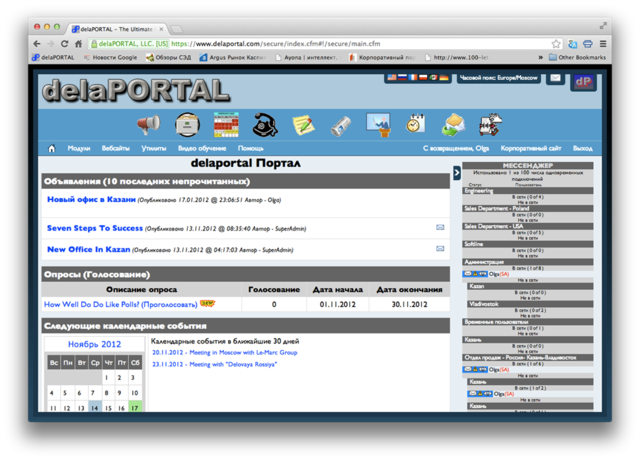 delaPORTAL – The Ultimate
delaPORTAL, LLC. [US] https://www.delaportal.com/secure/index.cfm#!/secure/main.cfm
delaPORTAL Новости Google Обзоры СЭД Argus Рынок Каспи Ayona | интеллект. Корпоративный пос http://www.100-let » Other Bookmarks
delaPORTAL
Часовой пояс: Europe/Moscow
dP
Модули Вебсайты Утилиты Видео обучение Помощь С возвращением, Olga Корпоративный сайт Выход
delaportal Портал
Объявления (10 последних непрочитанных)
Новый офис в Казани (Опубликовано 17.01.2012 @ 23:06:51 Автор - Olga)
Seven Steps To Success (Опубликовано 13.11.2012 @ 08:35:40 Автор - SuperAdmin)
New Office In Kazan (Опубликовано 13.11.2012 @ 04:17:03 Автор - SuperAdmin)
Опросы (Голосование)
Описание опроса Голосование Дата начала Дата окончания
How Well Do Do Like Polls? (Проголосовать) 0 01.11.2012 30.11.2012
Следующие календарные события
Ноябрь 2012
Вс Пн Вт Ср Чт Пт Сб
1 2 3
4 5 6 7 8 9 10
11 12 13 14 15 16 17
Календарные события в ближайшие 30 дней
20.11.2012 - Meeting in Moscow with Le-Marc Group
23.11.2012 - Meeting with "Delovaya Rossiya"
МЕССЕНДЖЕР
Использовано 1 из 100 числа одновременных
подключений
Статус Пользователь
Engineering
В сети (0 of 4)
Не в сети
Sales Department - Poland
В сети (0 of 0)
Не в сети
Sales Department - USA
В сети (0 of 3)
Не в сети
Softline
В сети (0 of 4)
Не в сети
Администрация
В сети (1 of 8)
Olga(SA)
Не в сети
Kazan
В сети (0 of 0)
Vladivostok
В сети (0 of 2)
Временные пользователи
В сети (0 of 1)
Не в сети
Казань
В сети (0 of 0)
Отдел продаж - Россия- Казань-Владивосток
В сети (1 of 6)
Olga(SA)
Не в сети
Казань
В сети (1 of 2)
Olga(SA)
Не в сети
Казань